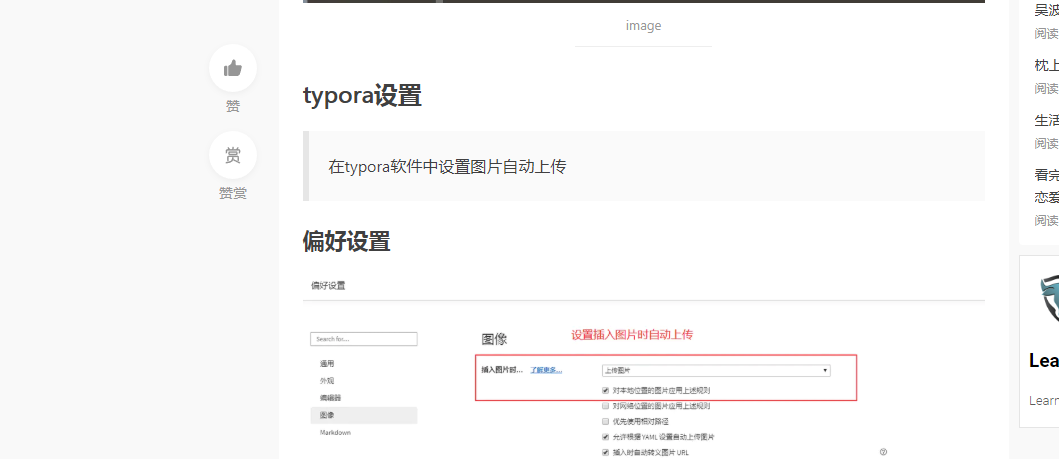 image
赞
赏
赞赏
typora设置
在typora软件中设置图片自动上传
偏好设置
偏好设置
Search for...
通用
外观
编辑器
图像
Markdown
图像
设置插入图片时自动上传
插入图片时...
了解更多...
上传图片
对本地位置的图片应用上述规则
对网络位置的图片应用上述规则
优先使用相对路径
允许根据 YAML 设置自动上传图片
插入时自动转义图片 URL
吴波
阅读
枕上
阅读
生活
阅读
看完
恋爱
阅读
Lea
Learn